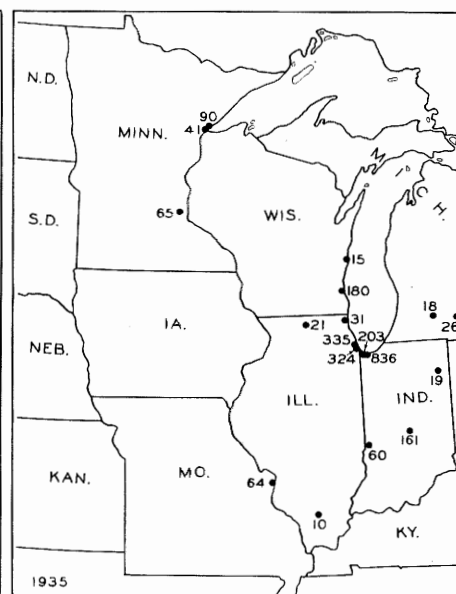 N.D.
90
41
MINN.
MICH.
65
S.D.
WIS.
15
180
18
26
31
21
IA.
203
335
324
836
NEB.
19
ILL.
IND.
161
60
KAN.
MO.
64
10
KY.
1935